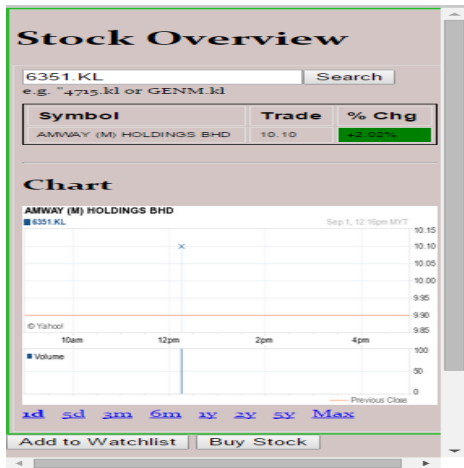 Stock Overview
6351.KL Search
e.g. "4715.kl or GENM.kl
Symbol Trade % Chg
AMWAY (M) HOLDINGS BHD 10.10 +2.02%
Chart
AMWAY (M) HOLDINGS BHD
6351.KL Sep 1, 12:16pm MYT
10.15
10.10
10.05
10.00
9.95
9.90
9.85
© Yahoo!
10am 12pm 2pm 4pm
Volume
100
50
0
Previous Close
1d 5d 3m 6m 1y 2y 5y Max
Add to Watchlist Buy Stock